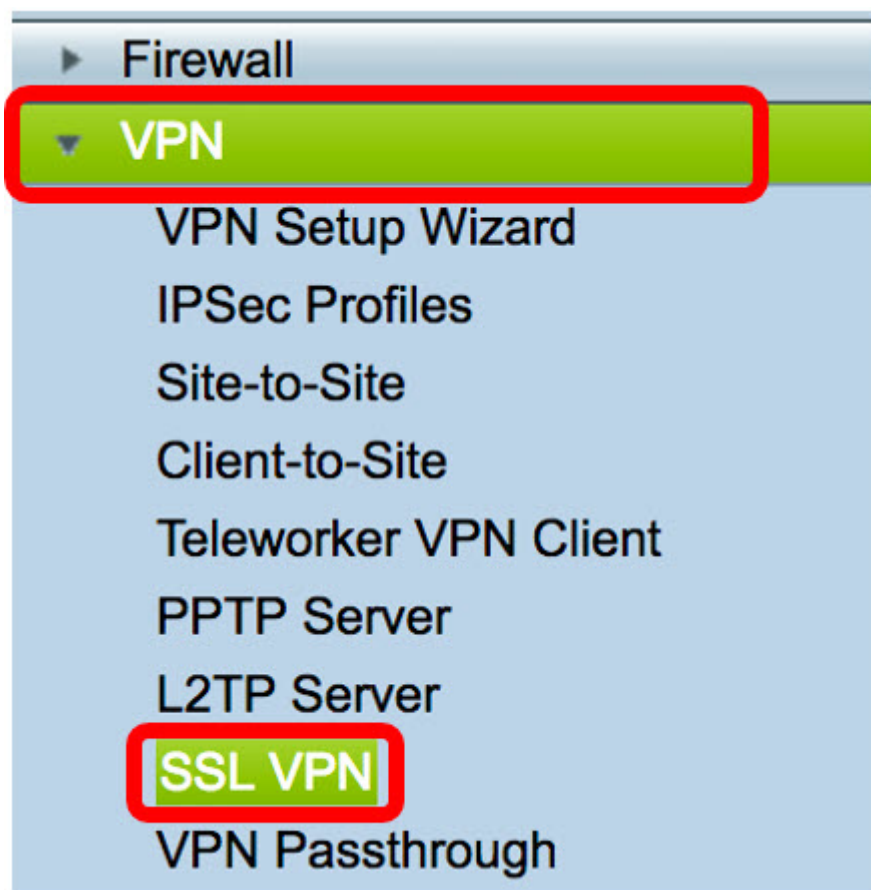 Firewall
VPN
VPN Setup Wizard
IPSec Profiles
Site-to-Site
Client-to-Site
Teleworker VPN Client
PPTP Server
L2TP Server
SSL VPN
VPN Passthrough